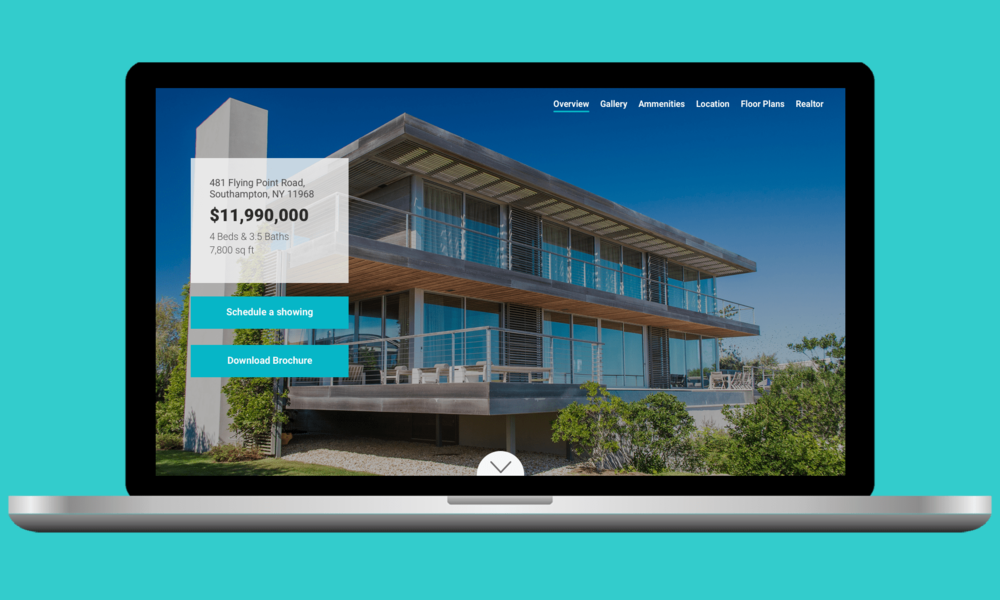 Overview Gallery Ammenities Location Floor Plans Realtor
481 Flying Point Road,
Southampton, NY 11968
$11,990,000
4 Beds & 3.5 Baths
7,800 sq ft
Schedule a showing
Download Brochure